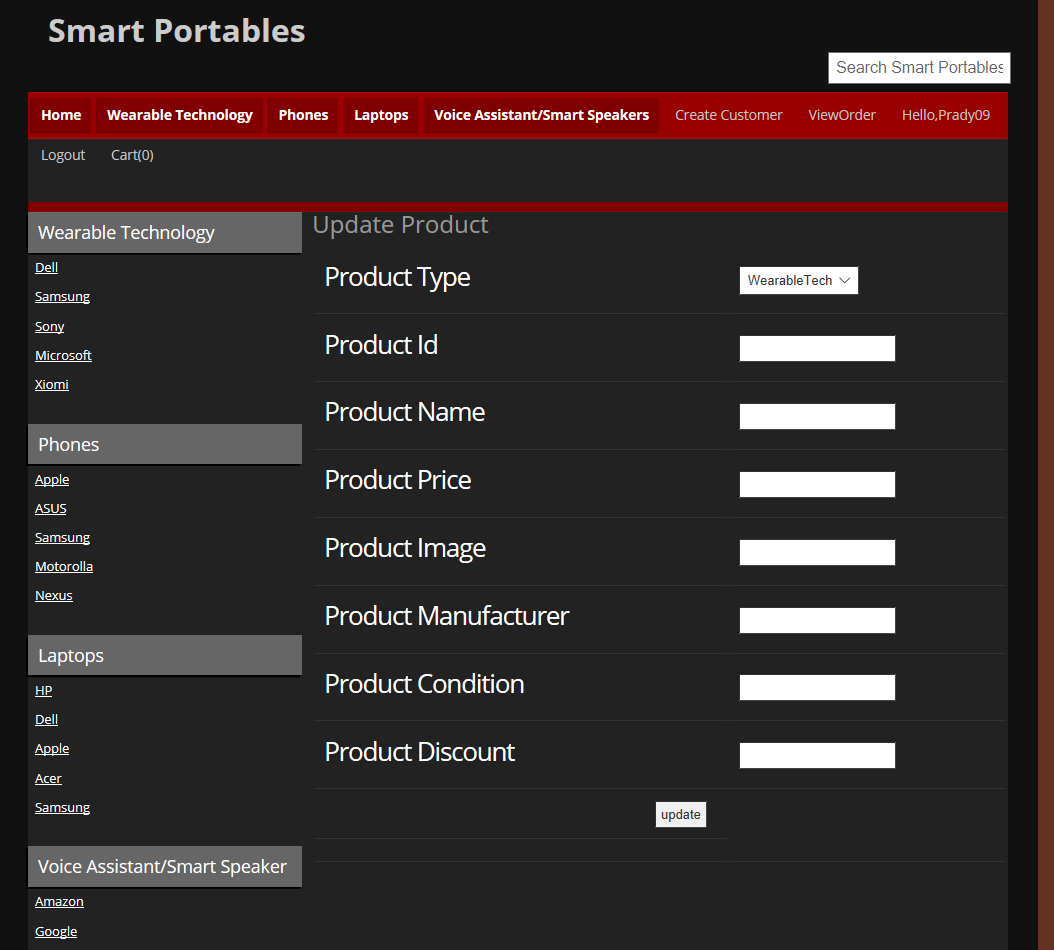 Smart Portables
Search Smart Portables
Home Wearable Technology Phones Laptops Voice Assistant/Smart Speakers Create Customer ViewOrder Hello,Prady09
Logout Cart(0)
Wearable Technology
Dell
Samsung
Sony
Microsoft
Xiomi
Phones
Apple
ASUS
Samsung
Motorolla
Nexus
Laptops
HP
Dell
Apple
Acer
Samsung
Voice Assistant/Smart Speaker
Amazon
Google
Update Product
Product Type WearableTech
Product Id
Product Name
Product Price
Product Image
Product Manufacturer
Product Condition
Product Discount
update